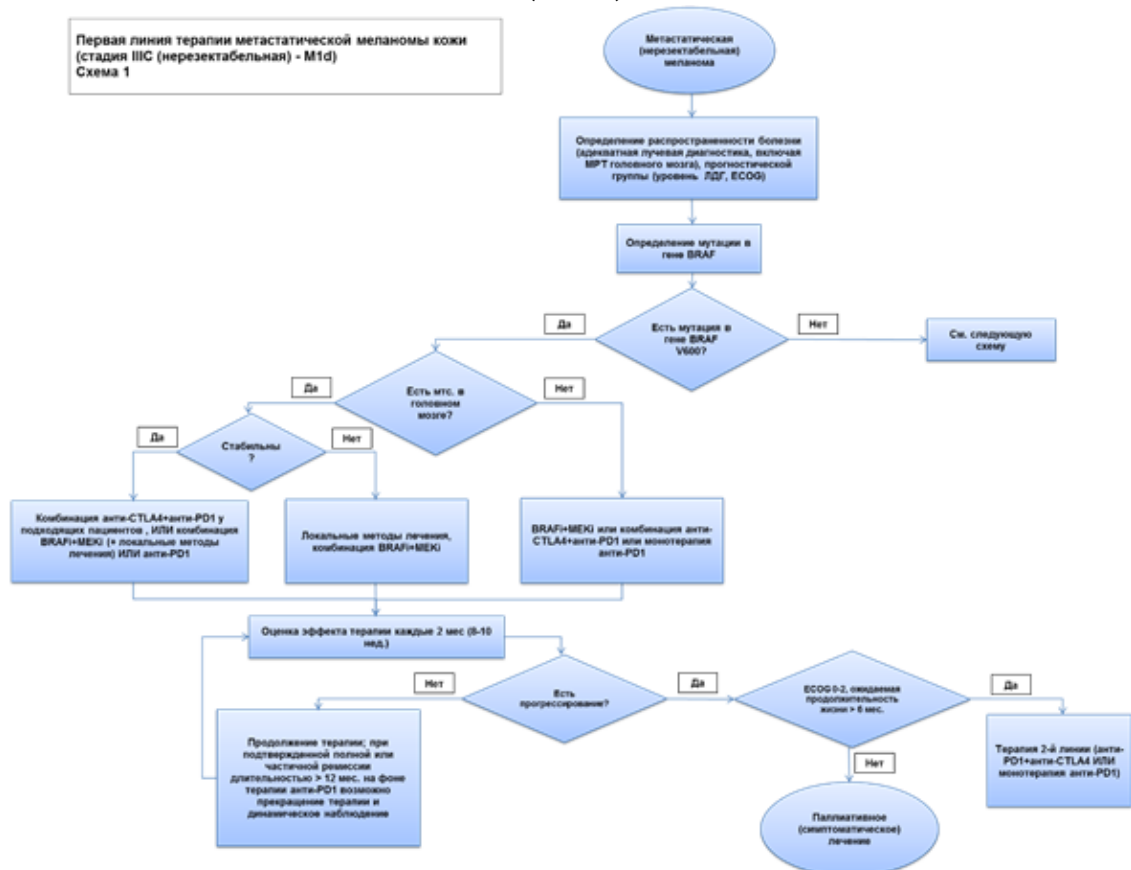 Первая линия терапии метастатической меланомы кожи
(стадия IIIC (нерезектабельная) - M1d)
Схема 1
Метастатическая
(нерезектабельная)
меланома
Определение распространенности болезни
(адекватная лучевая диагностика, включая
МРТ головного мозга), прогностической
группы (уровень ЛДГ, ECOG)
Определение мутации в
гене BRAF
Есть мутация в
гене BRAF
V600?
Да
Нет
См. следующую
схему
Есть мтс. в
головном
мозге?
Да
Нет
Стабильны
?
Да
Нет
Комбинация анти-CTLA4+анти-PD1 у
подходящих пациентов , ИЛИ комбинация
BRAFi+MEKi (+ локальные методы
лечения) ИЛИ анти-PD1
Локальные методы лечения,
комбинация BRAFi+MEKi
BRAFi+MEKi или комбинация анти-
CTLA4+анти-PD1 или монотерапия
анти-PD1
Оценка эффекта терапии каждые 2 мес (8-10
нед.)
Есть
прогрессирование?
Нет
Да
Продолжение терапии; при
подтвержденной полной или
частичной ремиссии
длительностью > 12 мес. на фоне
терапии анти-PD1 возможно
прекращение терапии и
динамическое наблюдение
ECOG 0-2, ожидаемая
продолжительность
жизни > 6 мес.
Да
Нет
Терапия 2-й линии (анти-
PD1+анти-CTLA4 ИЛИ
монотерапия анти-PD1)
Паллиативное
(симптоматическое)
лечение